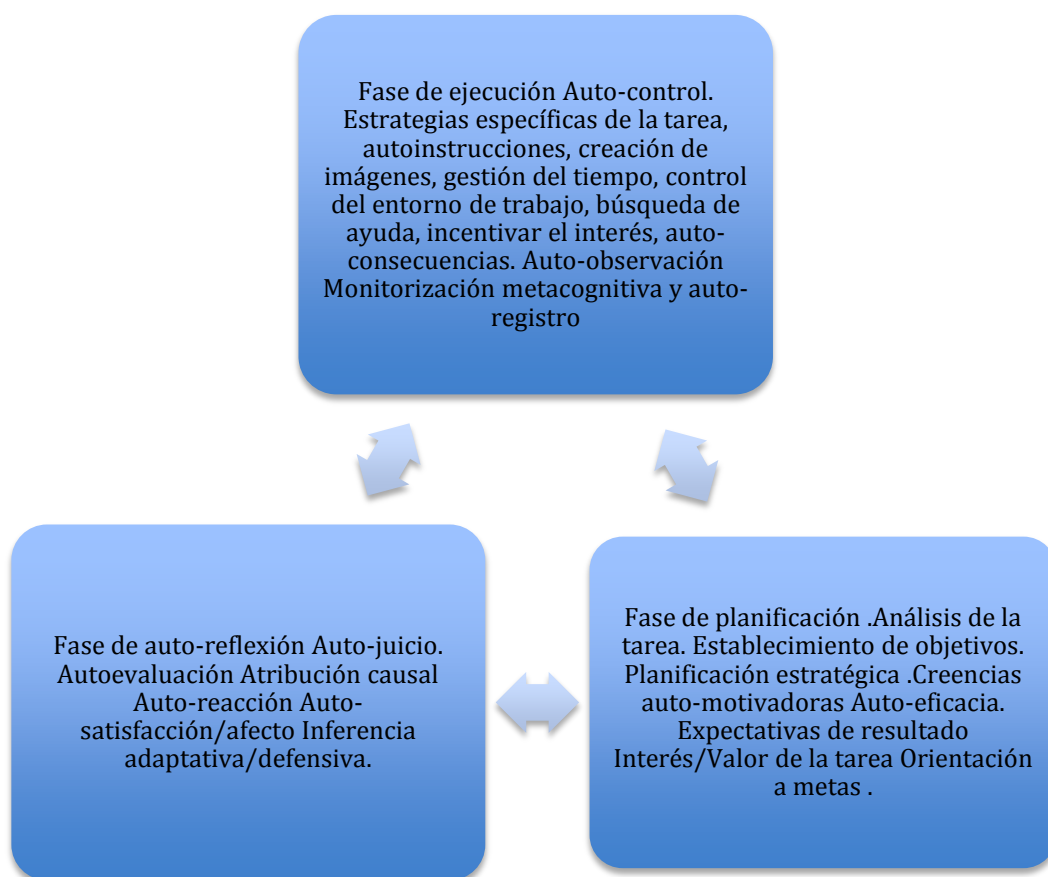 Fase de ejecución Auto-control.
Estrategias específicas de la tarea,
autoinstrucciones, creación de
imágenes, gestión del tiempo, control
del entorno de trabajo, búsqueda de
ayuda, incentivar el interés, auto-
consecuencias. Auto-observación
Monitorización metacognitiva y auto-
registro
Fase de auto-reflexión Auto-juicio.
Autoevaluación Atribución causal
Auto-reacción Auto-
satisfacción/afecto Inferencia
adaptativa/defensiva.
Fase de planificación .Análisis de la
tarea. Establecimiento de objetivos.
Planificación estratégica .Creencias
auto-motivadoras Auto-eficacia.
Expectativas de resultado
Interés/Valor de la tarea Orientación
a metas .